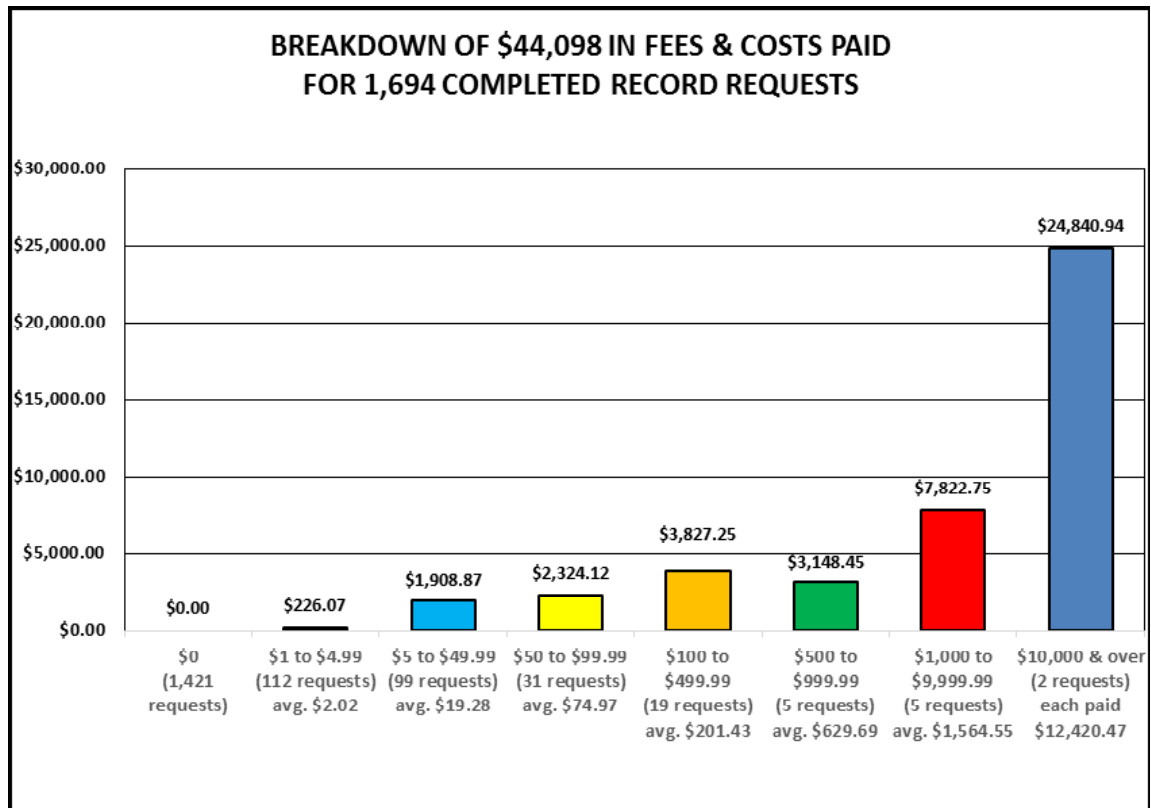 BREAKDOWN OF $44,098 IN FEES & COSTS PAID
FOR 1,694 COMPLETED RECORD REQUESTS
$30,000.00
$25,000.00
$20,000.00
$15,000.00
$10,000.00
$5,000.00
$0.00
$0.00
$226.07
$1,908.87
$2,324.12
$3,827.25
$3,148.45
$7,822.75
$24,840.94
$0
(1,421
requests)
$1 to $4.99
(112 requests)
avg. $2.02
$5 to $49.99
(99 requests)
avg. $19.28
$50 to $99.99
(31 requests)
avg. $74.97
$100 to
$499.99
(19 requests)
avg. $201.43
$500 to
$999.99
(5 requests)
avg. $629.69
$1,000 to
$9,999.99
(5 requests)
avg. $1,564.55
$10,000 & over
(2 requests)
each paid
$12,420.47